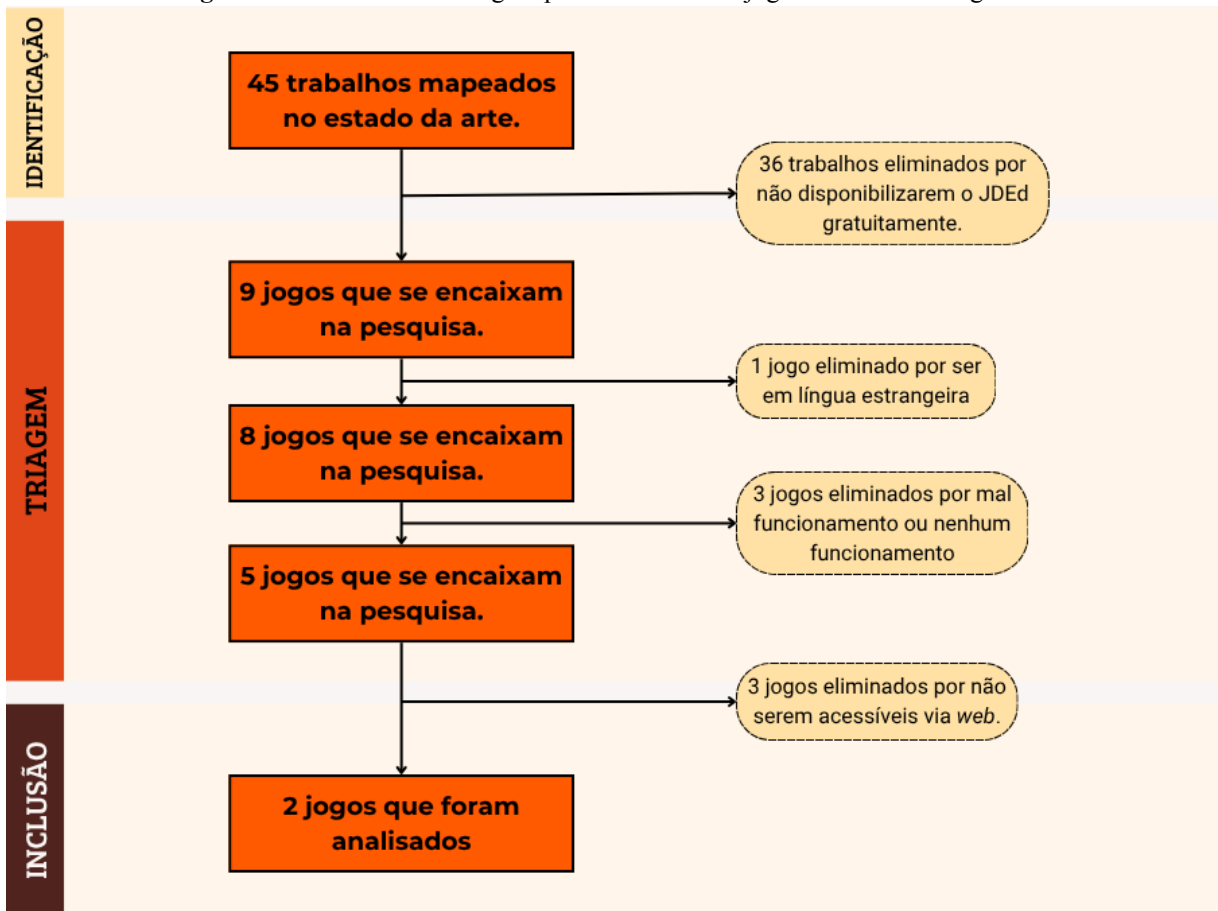 IDENTIFICAÇÃO
45 trabalhos mapeados
no estado da arte.
36 trabalhos eliminados por
não disponibilizarem o JDEd
gratuitamente.
TRIAGEM
9 jogos que se encaixam
na pesquisa.
1 jogo eliminado por ser
em língua estrangeira
8 jogos que se encaixam
na pesquisa.
3 jogos eliminados por mal
funcionamento ou nenhum
funcionamento
5 jogos que se encaixam
na pesquisa.
3 jogos eliminados por não
serem acessíveis via web.
INCLUSÃO
2 jogos que foram
analisados